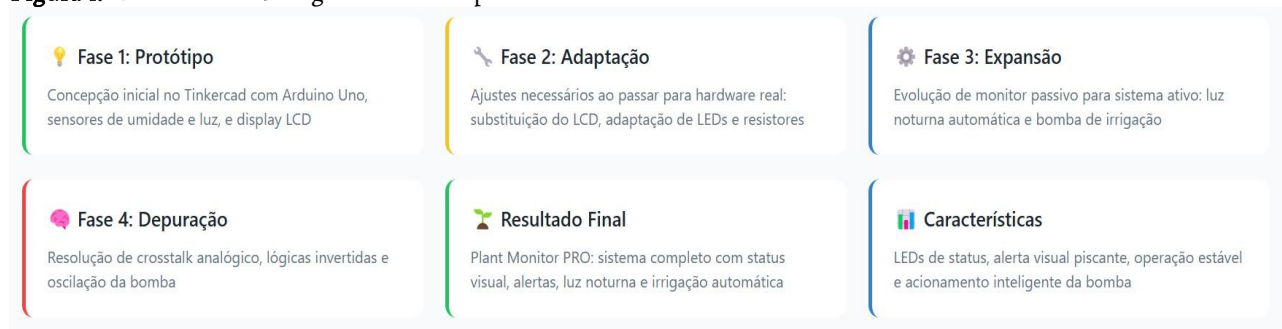 Fase 1: Protótipo
Concepção inicial no Tinkercad com Arduino Uno,
sensores de umidade e luz, e display LCD
Fase 2: Adaptação
Ajustes necessários ao passar para hardware real:
substituição do LCD, adaptação de LEDs e resistores
Fase 3: Expansão
Evolução de monitor passivo para sistema ativo: luz
noturna automática e bomba de irrigação
Fase 4: Depuração
Resolução de crosstalk analógico, lógicas invertidas e
oscilação da bomba
Resultado Final
Plant Monitor PRO: sistema completo com status
visual, alertas, luz noturna e irrigação automática
Características
LEDs de status, alerta visual piscante, operação estável
e acionamento inteligente da bomba